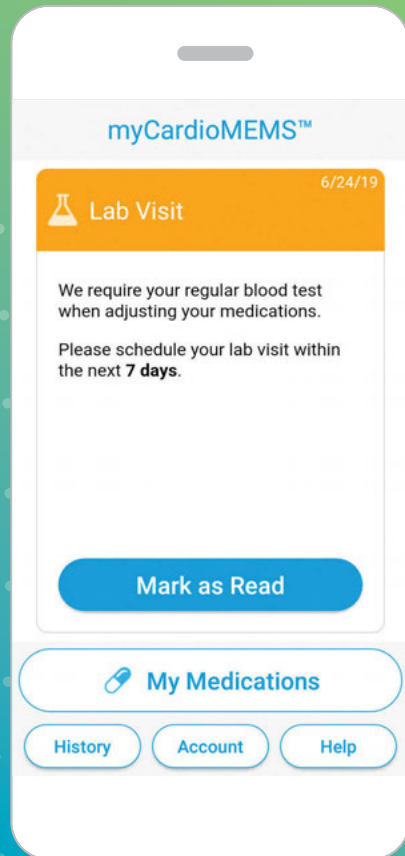 myCardioMEMS™
6/24/19
Lab Visit
We require your regular blood test
when adjusting your medications.
Please schedule your lab visit within
the next 7 days.
Mark as Read
My Medications
History Account Help